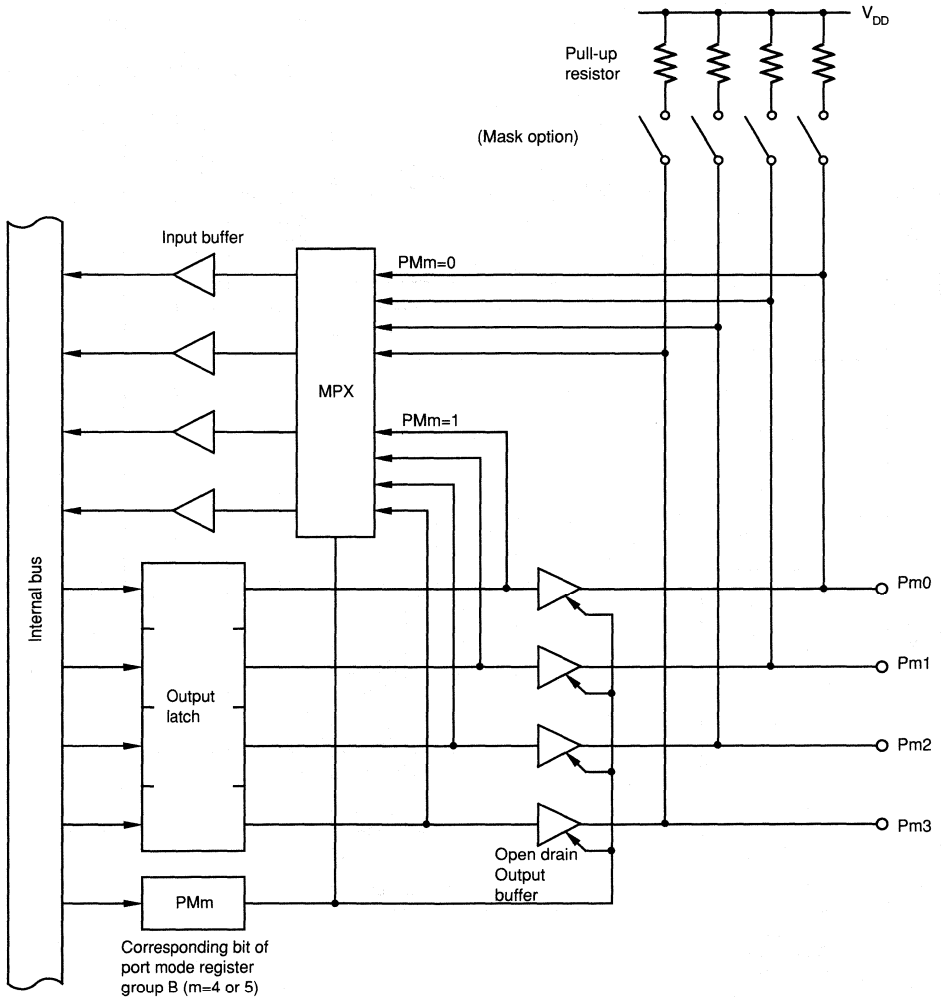 V_DD
Pull-up
resistor
(Mask option)
Input buffer
PMm=0
MPX
PMm=1
Internal bus
Pm0
Output
latch
Pm1
Pm2
Pm3
Open drain
Output
buffer
PMm
Corresponding bit of
port mode register
group B (m=4 or 5)